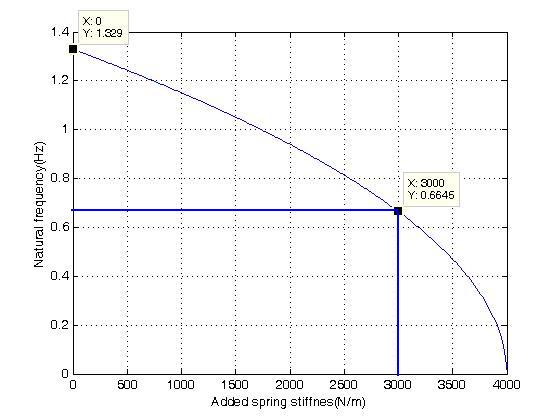 X: 0
Y: 1.329
1.4
1.2
1
0.8
0.6
0.4
0.2
0
Natural frequency(Hz)
X: 3000
Y: 0.6645
0 500 1000 1500 2000 2500 3000 3500 4000
Added spring stiffnes(N/m)